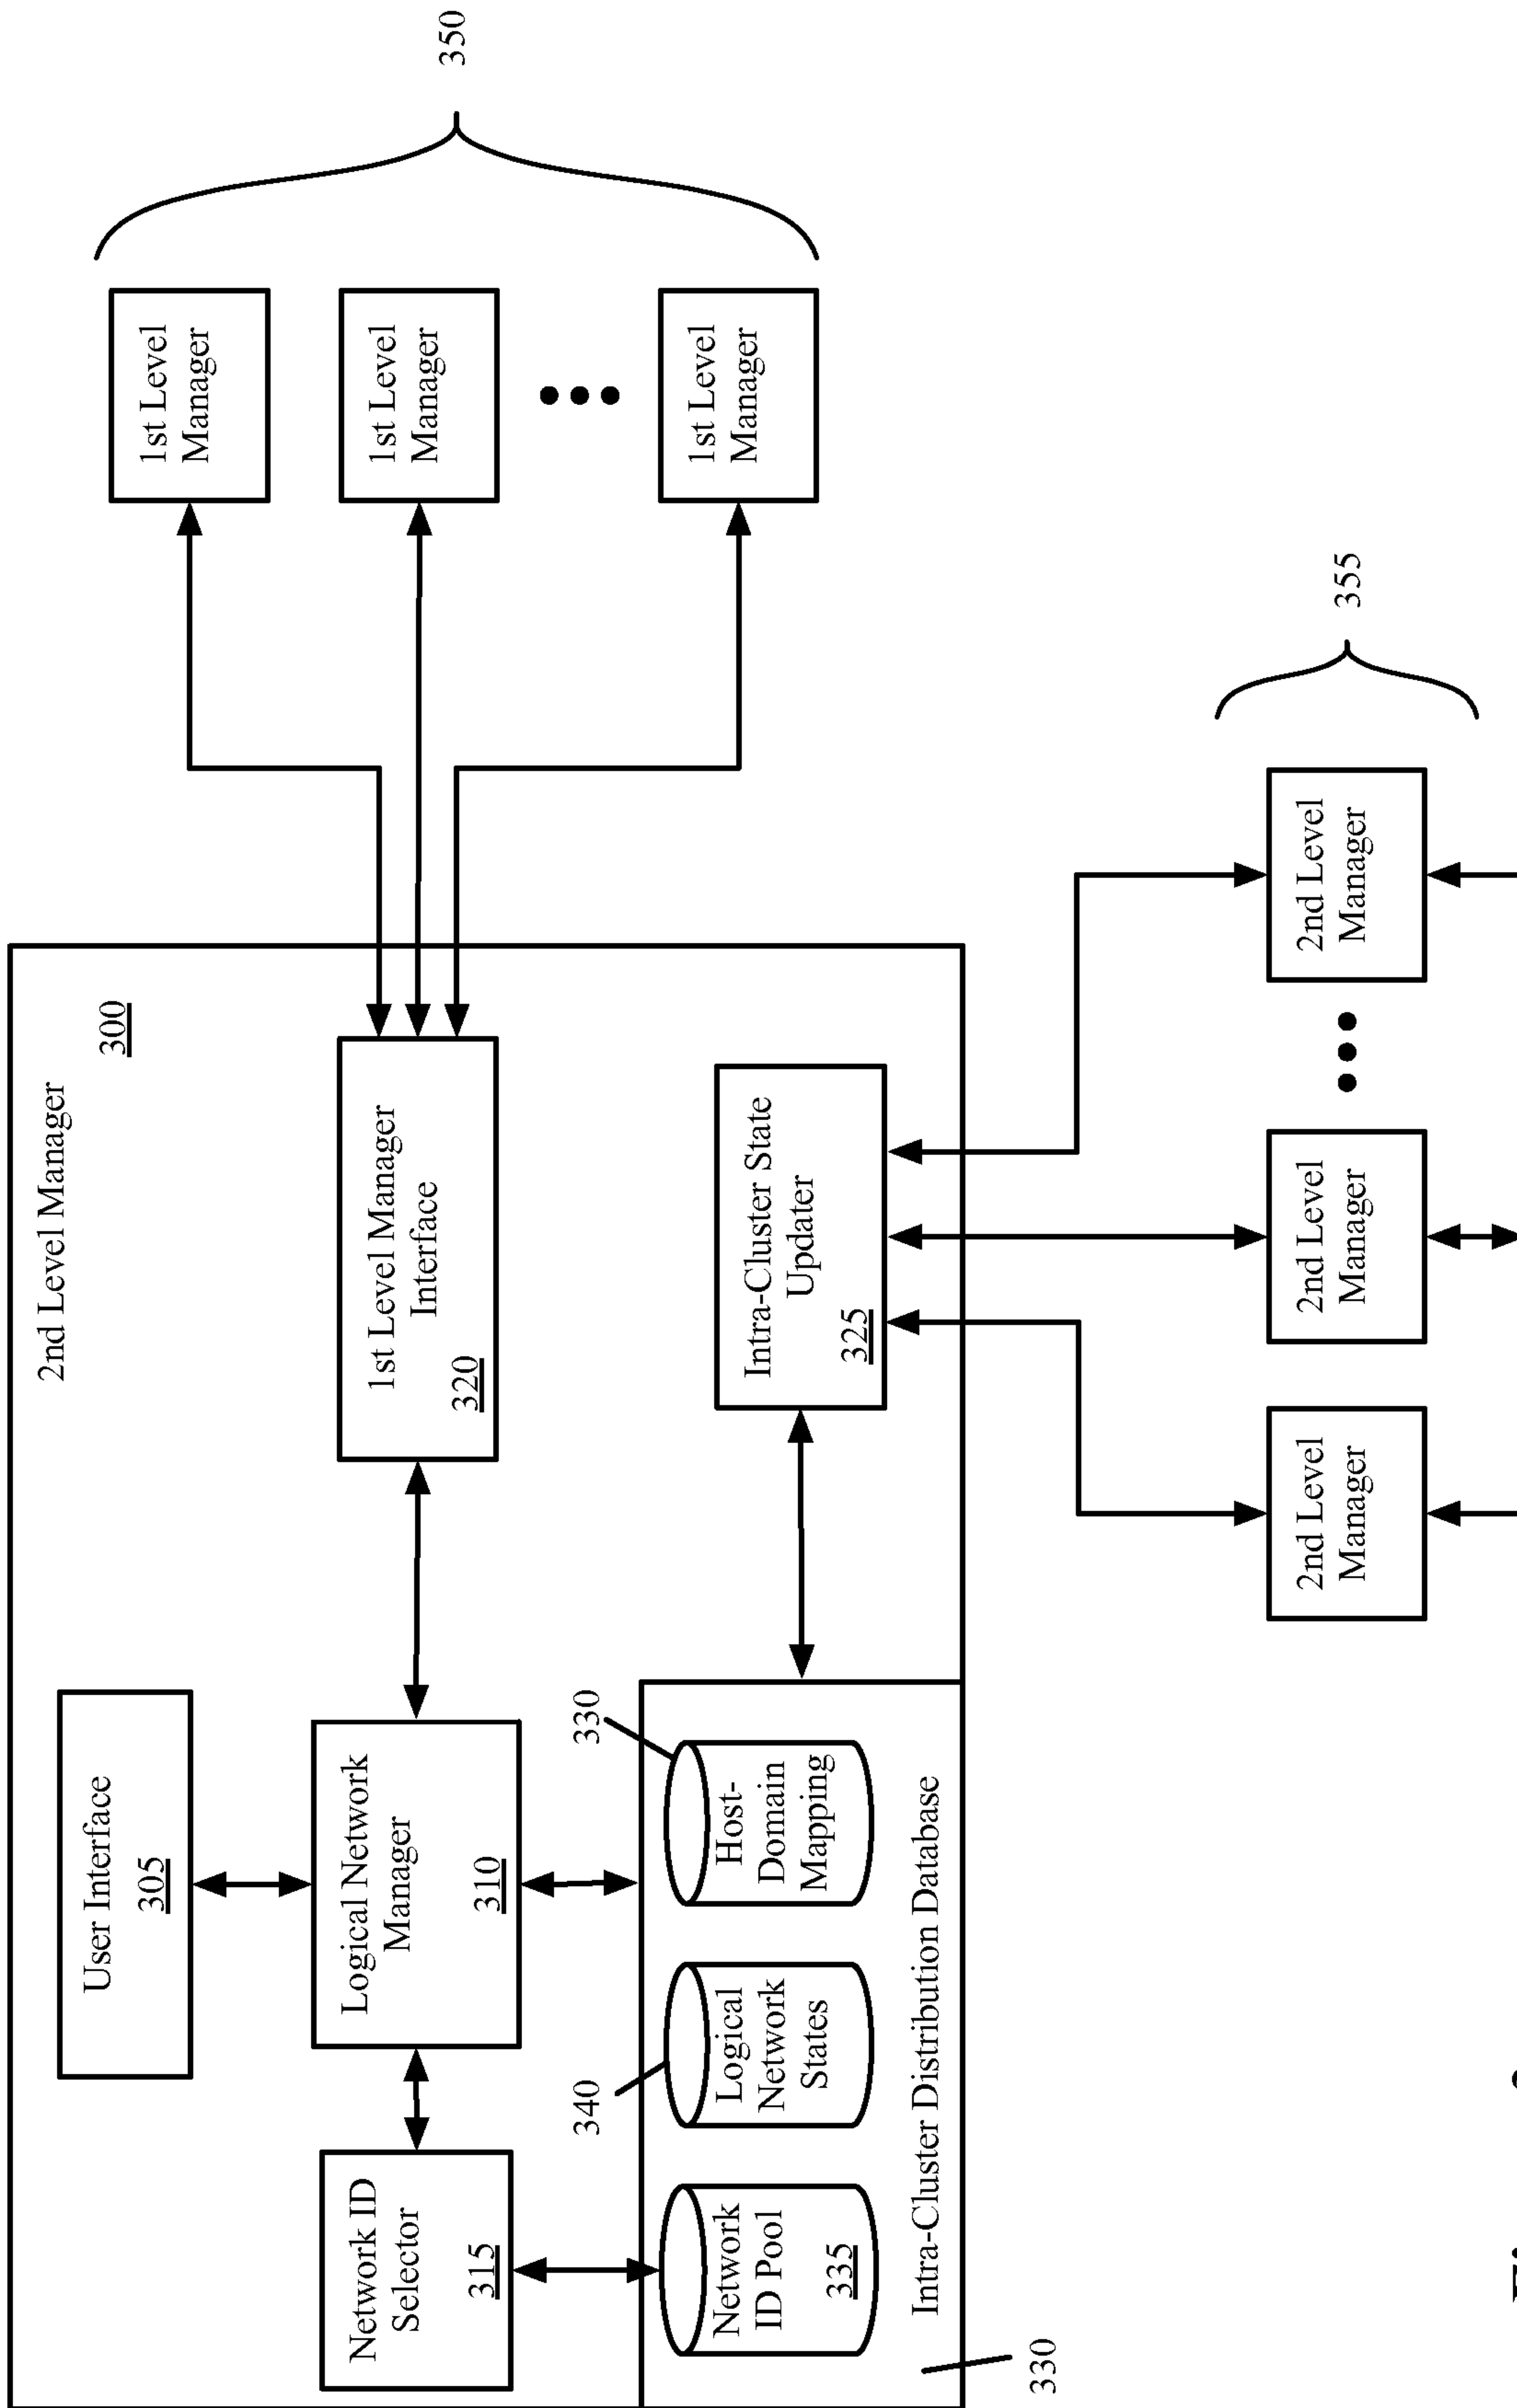 2nd Level Manager
300
User Interface
305
Logical Network
Manager
310
Network ID
Selector
315
1st Level Manager
Interface
320
Intra-Cluster State
Updater
325
330
Host-
Domain
Mapping
340
Logical
Network
States
Network
ID Pool
335
Intra-Cluster Distribution Database
330
1st Level
Manager
1st Level
Manager
1st Level
Manager
350
2nd Level
Manager
2nd Level
Manager
2nd Level
Manager
355